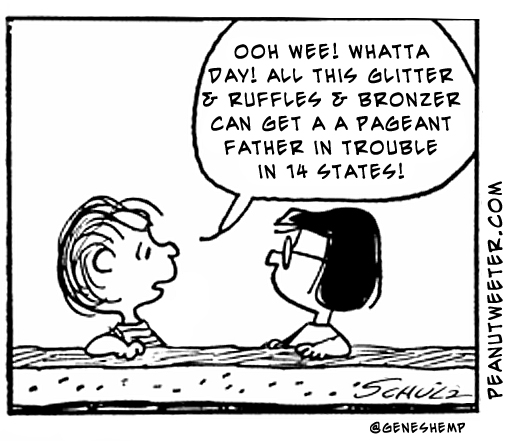 OOH WEE! WHATTA
DAY! ALL THIS GLITTER
& RUFFLES & BRONZER
CAN GET A A PAGEANT
FATHER IN TROUBLE
IN 14 STATES!
SCHULZ
PEANUTWEETER.COM
@GENESHEMP